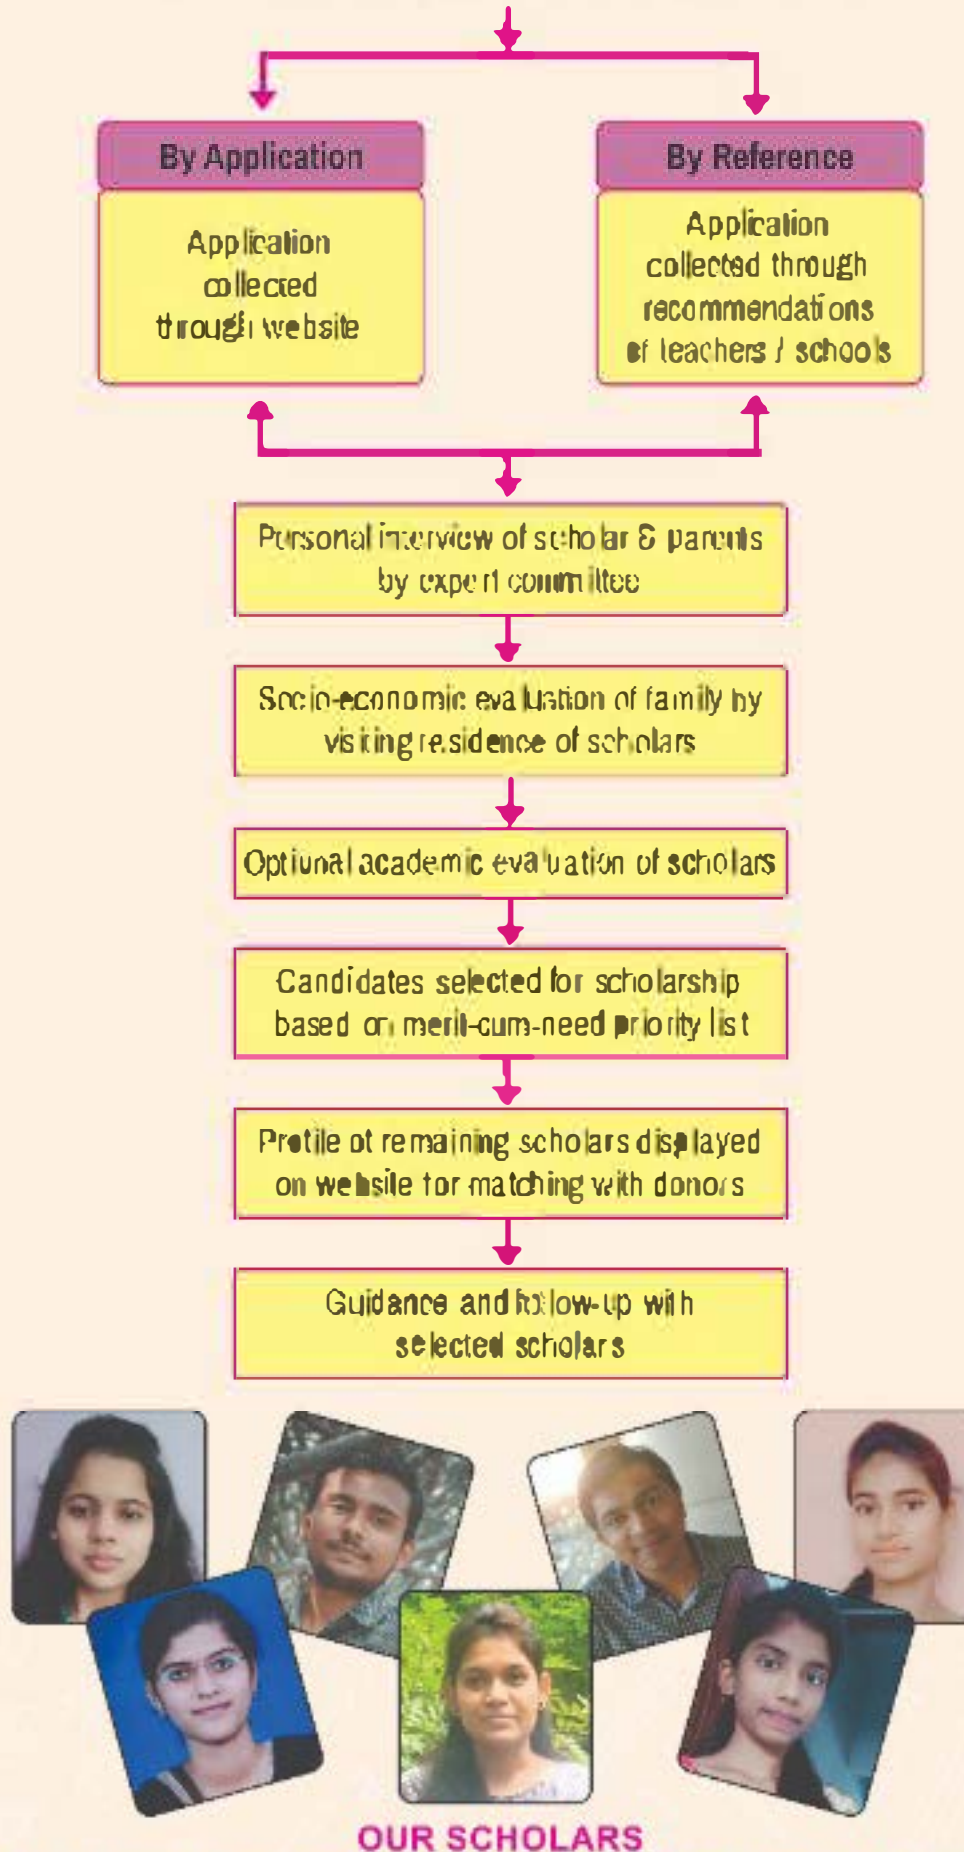 By Application
Application
collected
through website
By Reference
Application
collected through
recommendations
of teachers / schools
Personal interview of scholar & parents
by expert committee
Socio-economic evaluation of family by
visiting residence of scholars
Optional academic evaluation of scholars
Candidates selected for scholarship
based on merit-cum-need priority list
Profile of remaining scholars displayed
on website for matching with donors
Guidance and follow-up with
selected scholars
OUR SCHOLARS